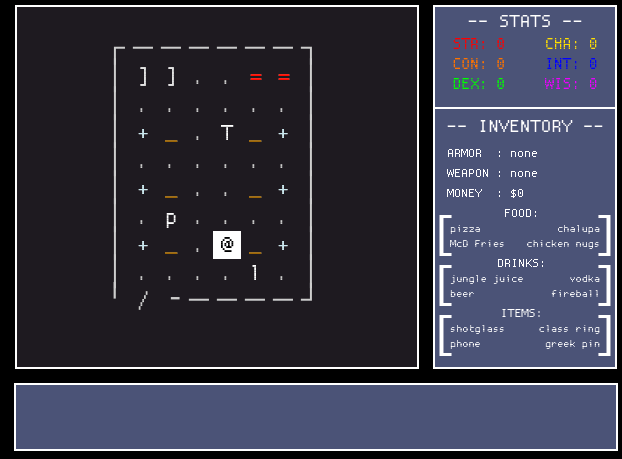 -- STATS --
STR: 0 CHA: 0
CON: 0 INT: 0
DEX: 0 WIS: 0
-- INVENTORY --
ARMOR : none
WEAPON : none
MONEY : $0
FOOD:
pizza chalupa
McD Fries chicken nugs
DRINKS:
jungle juice vodka
beer fireball
ITEMS:
shotglass class ring
phone greek pin
] ] . . = =
. . . . . .
+ _ . T _ +
. . . . . .
+ _ . . _ +
. p . . . .
+ _ . @ _ +
. . . . l .
/